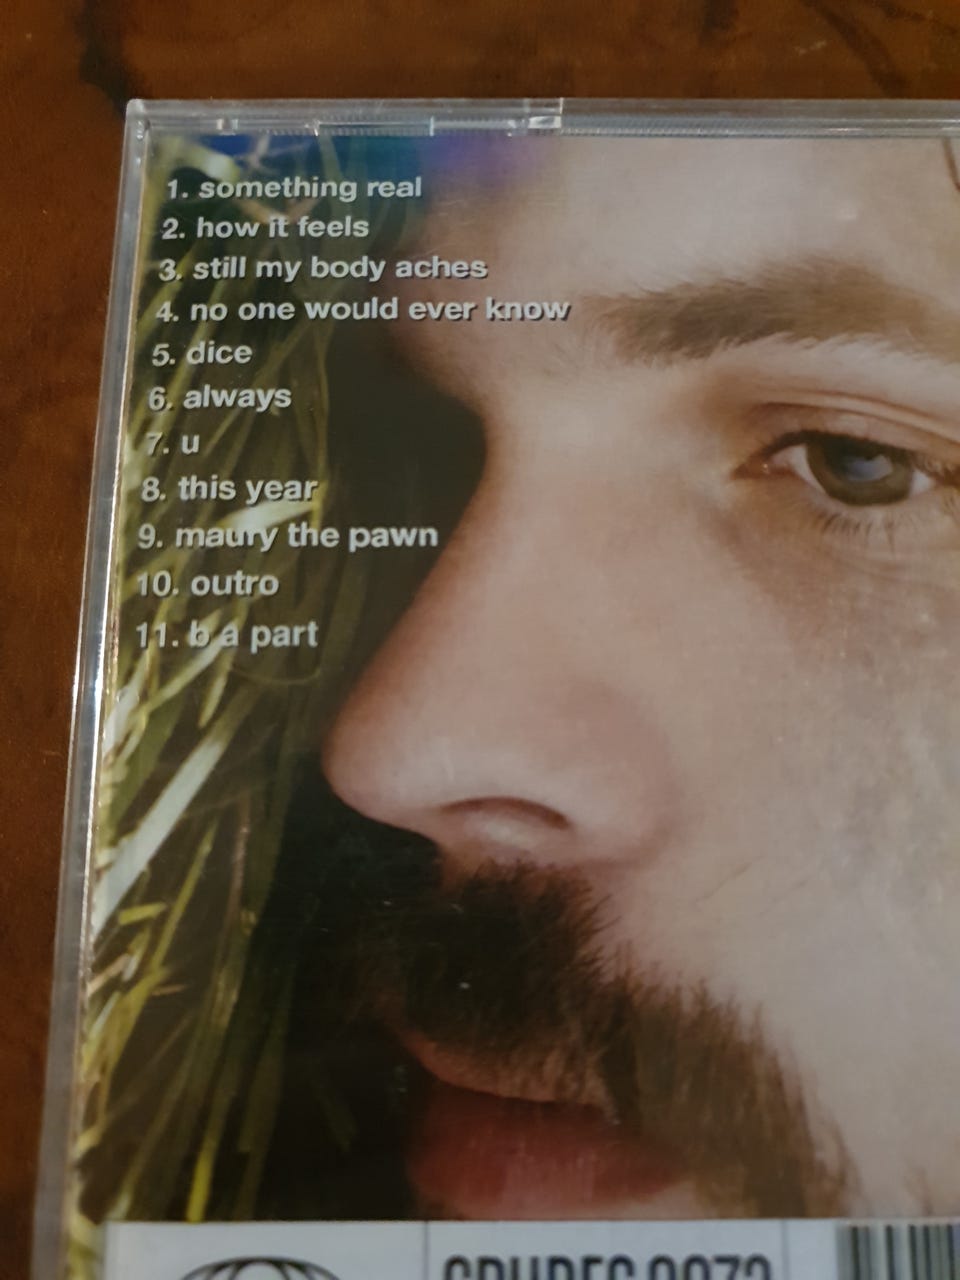 1. something real
2. how it feels
3. still my body aches
4. no one would ever know
5. dice
6. always
7. u
8. this year
9. maury the pawn
10. outro
11. b a part